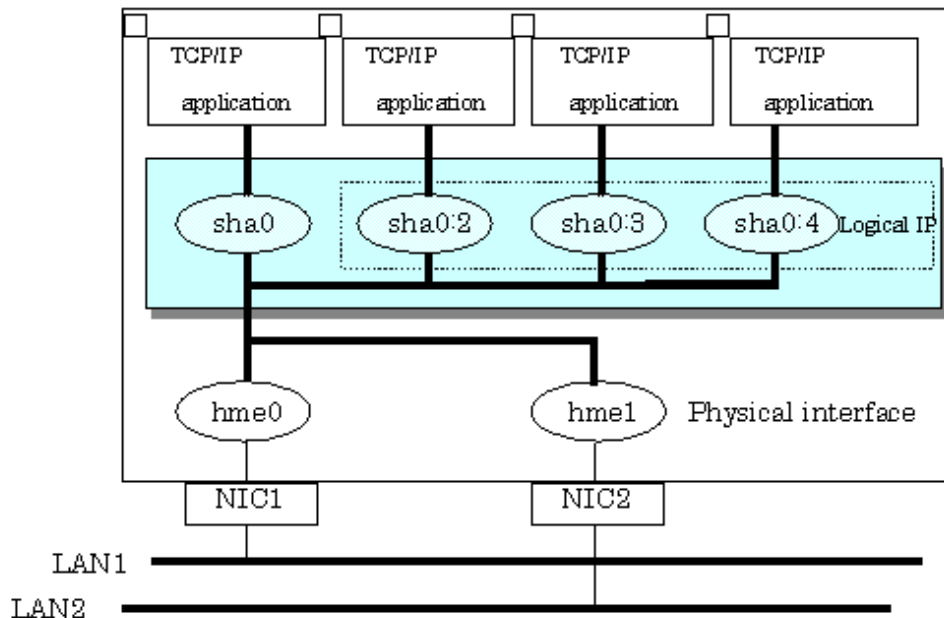 TCP/IP TCP/IP TCP/IP TCP/IP
application application application application
sha0 sha0:2 sha0:3 sha0:4 Logical IP
hme0 hme1 Physical interface
NIC1 NIC2
LAN1
LAN2